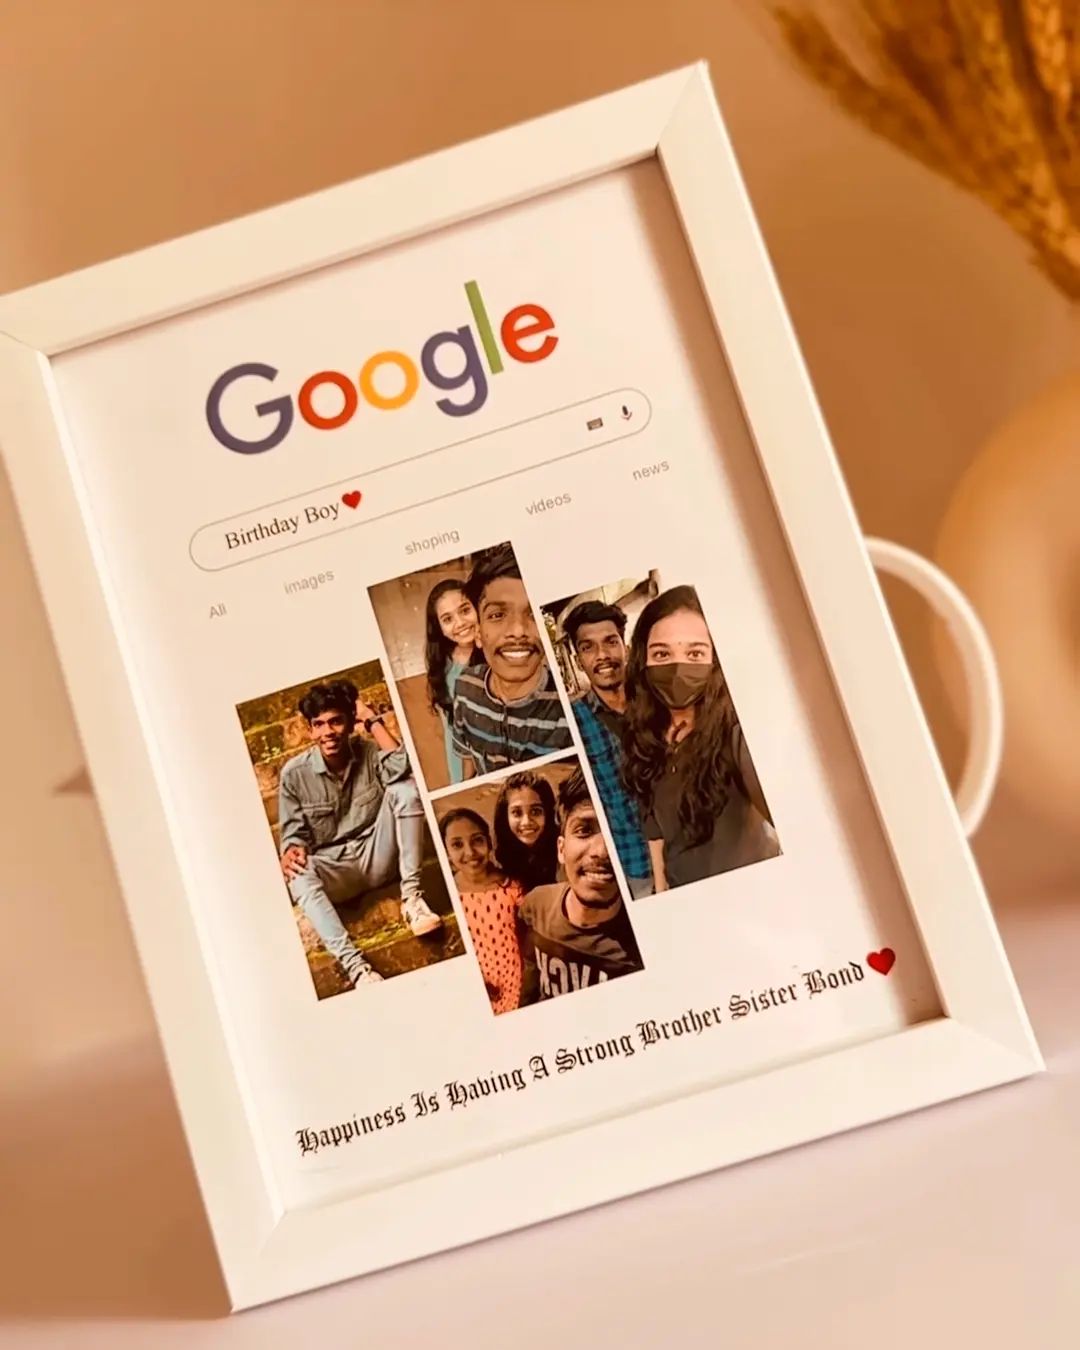 Google
Birthday Boy❤
All images shoping videos news
Happiness Is Having A Strong Brother Sister Bond❤